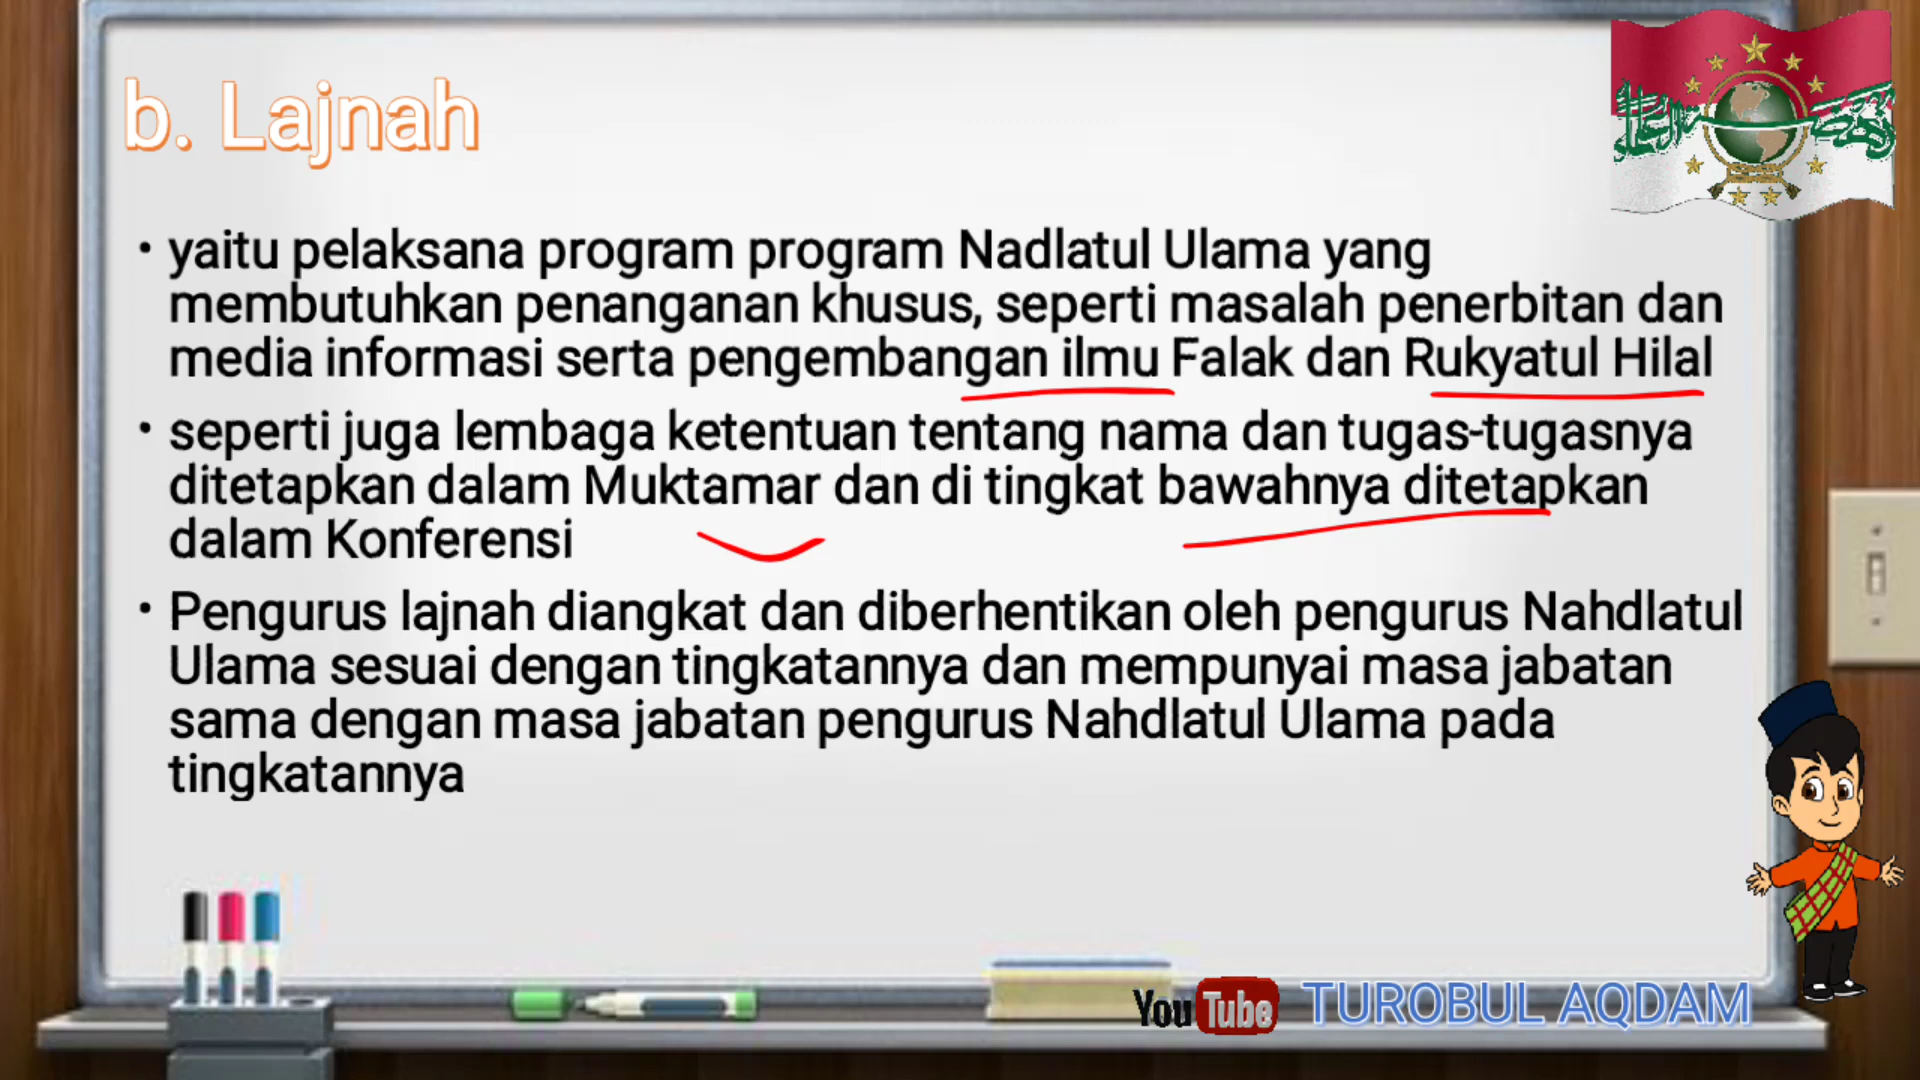 b. Lajnah
• yaitu pelaksana program program Nadlatul Ulama yang
membutuhkan penanganan khusus, seperti masalah penerbitan dan
media informasi serta pengembangan ilmu Falak dan Rukyatul Hilal
• seperti juga lembaga ketentuan tentang nama dan tugas-tugasnya
ditetapkan dalam Muktamar dan di tingkat bawahnya ditetapkan
dalam Konferensi
• Pengurus lajnah diangkat dan diberhentikan oleh pengurus Nahdlatul
Ulama sesuai dengan tingkatannya dan mempunyai masa jabatan
sama dengan masa jabatan pengurus Nahdlatul Ulama pada
tingkatannya
YouTube TUROBUL AQDAM